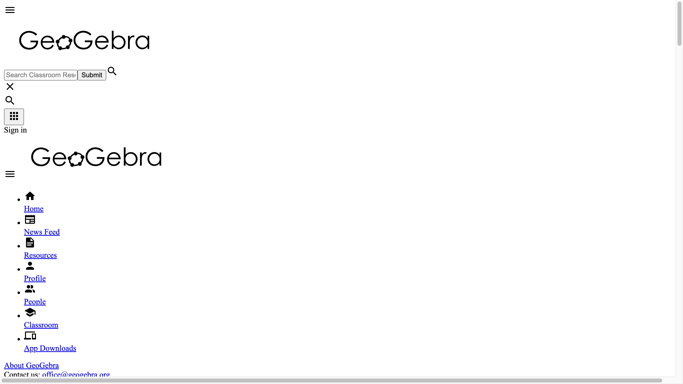 GeoGebra
Search Classroom Res
Submit
Sign in
GeoGebra
Home
News Feed
Resources
Profile
People
Classroom
App Downloads
About GeoGebra
Contact us: office@geogebra.org